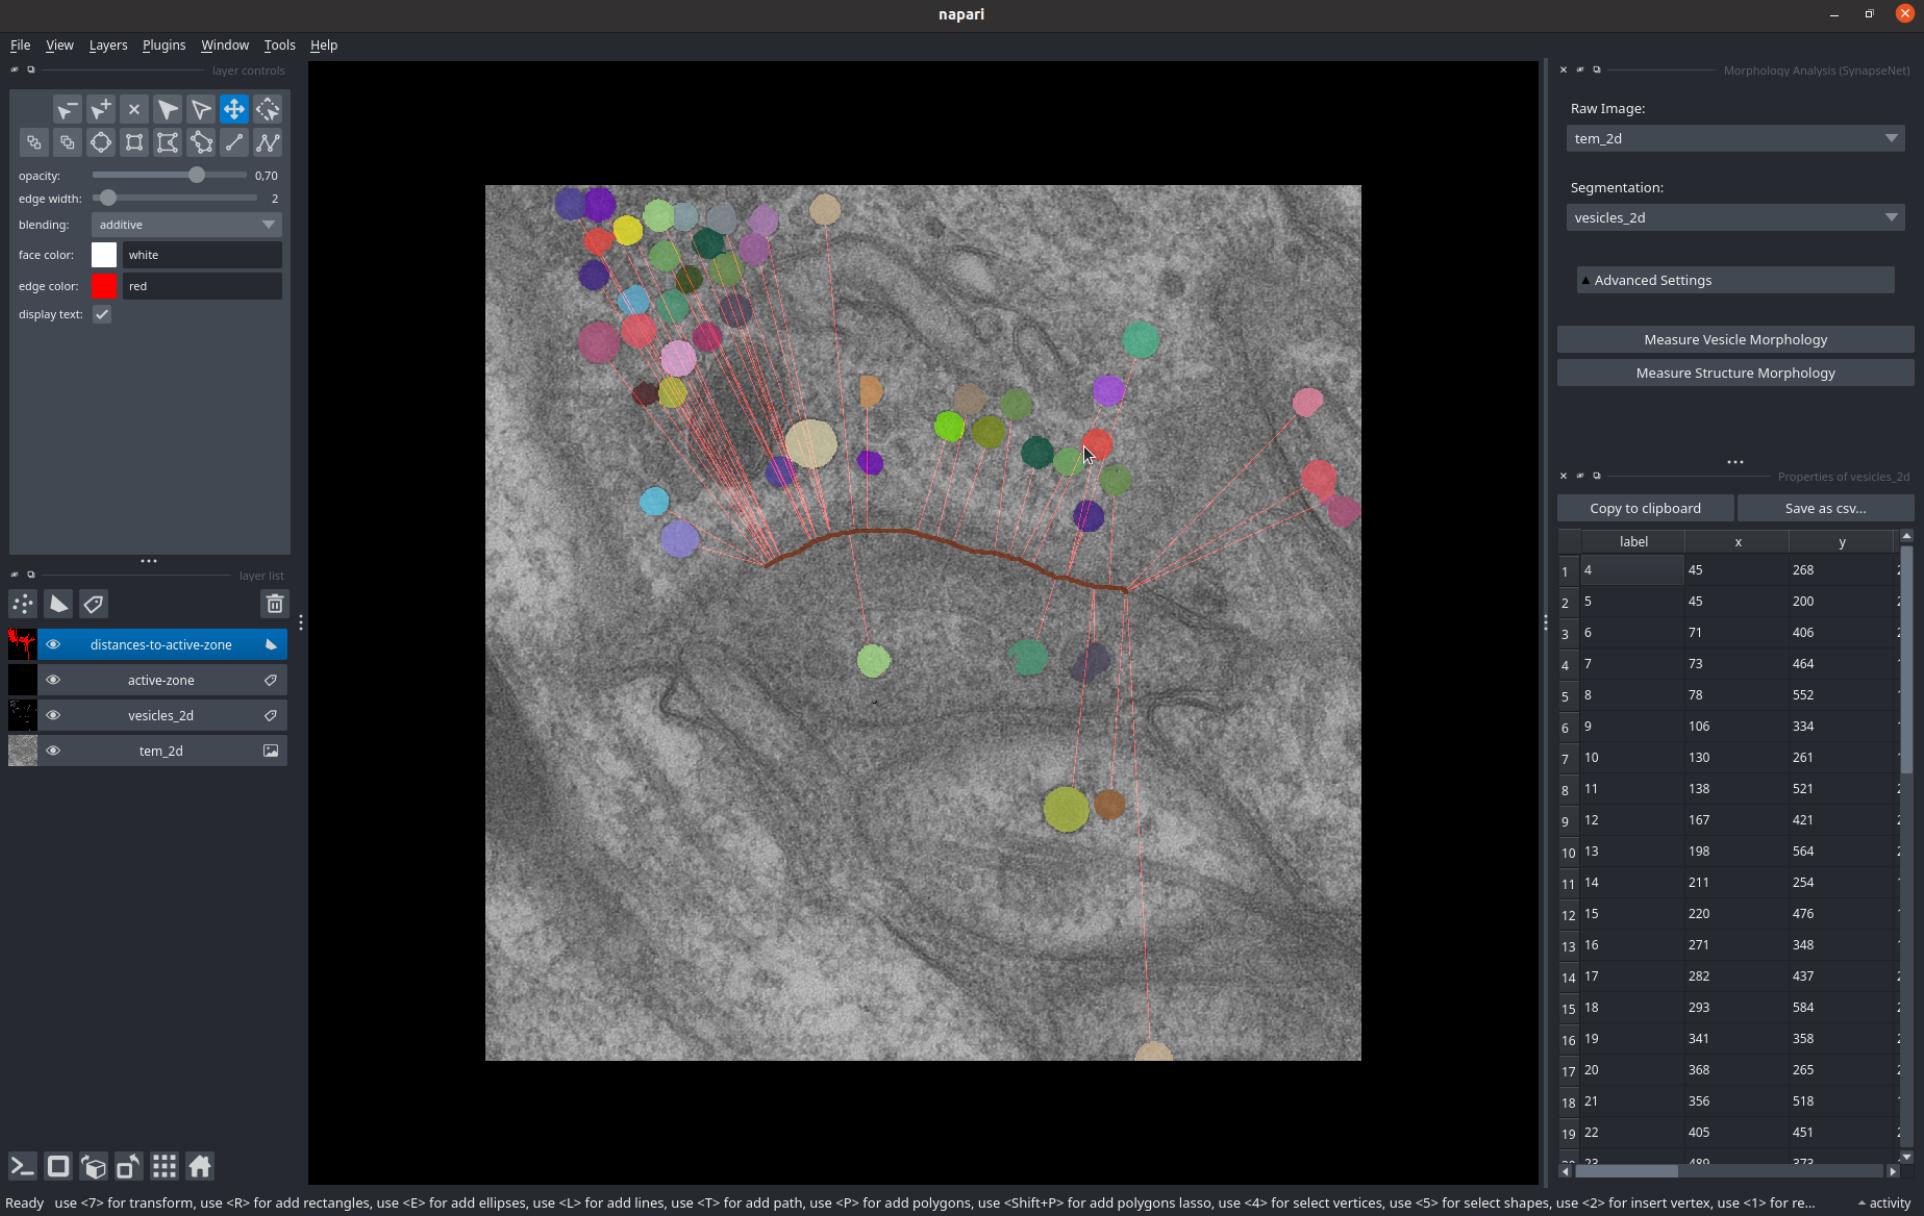 napari
File View Layers Plugins Window Tools Help
layer controls
opacity: 0,70
edge width: 2
blending: additive
face color: white
edge color: red
display text:
layer list
distances-to-active-zone
active-zone
vesicles_2d
tem_2d
Morphology Analysis (SynapseNet)
Raw Image:
tem_2d
Segmentation:
vesicles_2d
Advanced Settings
Measure Vesicle Morphology
Measure Structure Morphology
Properties of vesicles_2d
Copy to clipboard Save as csv...
label x y
1 4 45 268
2 5 45 200
3 6 71 406
4 7 73 464
5 8 78 552
6 9 106 334
7 10 130 261
8 11 138 521
9 12 167 421
10 13 198 564
11 14 211 254
12 15 220 476
13 16 271 348
14 17 282 437
15 18 293 584
16 19 341 358
17 20 368 265
18 21 356 518
19 22 405 451
Ready use <7> for transform, use <R> for add rectangles, use <E> for add ellipses, use <L> for add lines, use <T> for add path, use <P> for add polygons, use <Shift+P> for add polygons lasso, use <4> for select vertices, use <5> for select shapes, use <2> for insert vertex, use <1> for re... activity